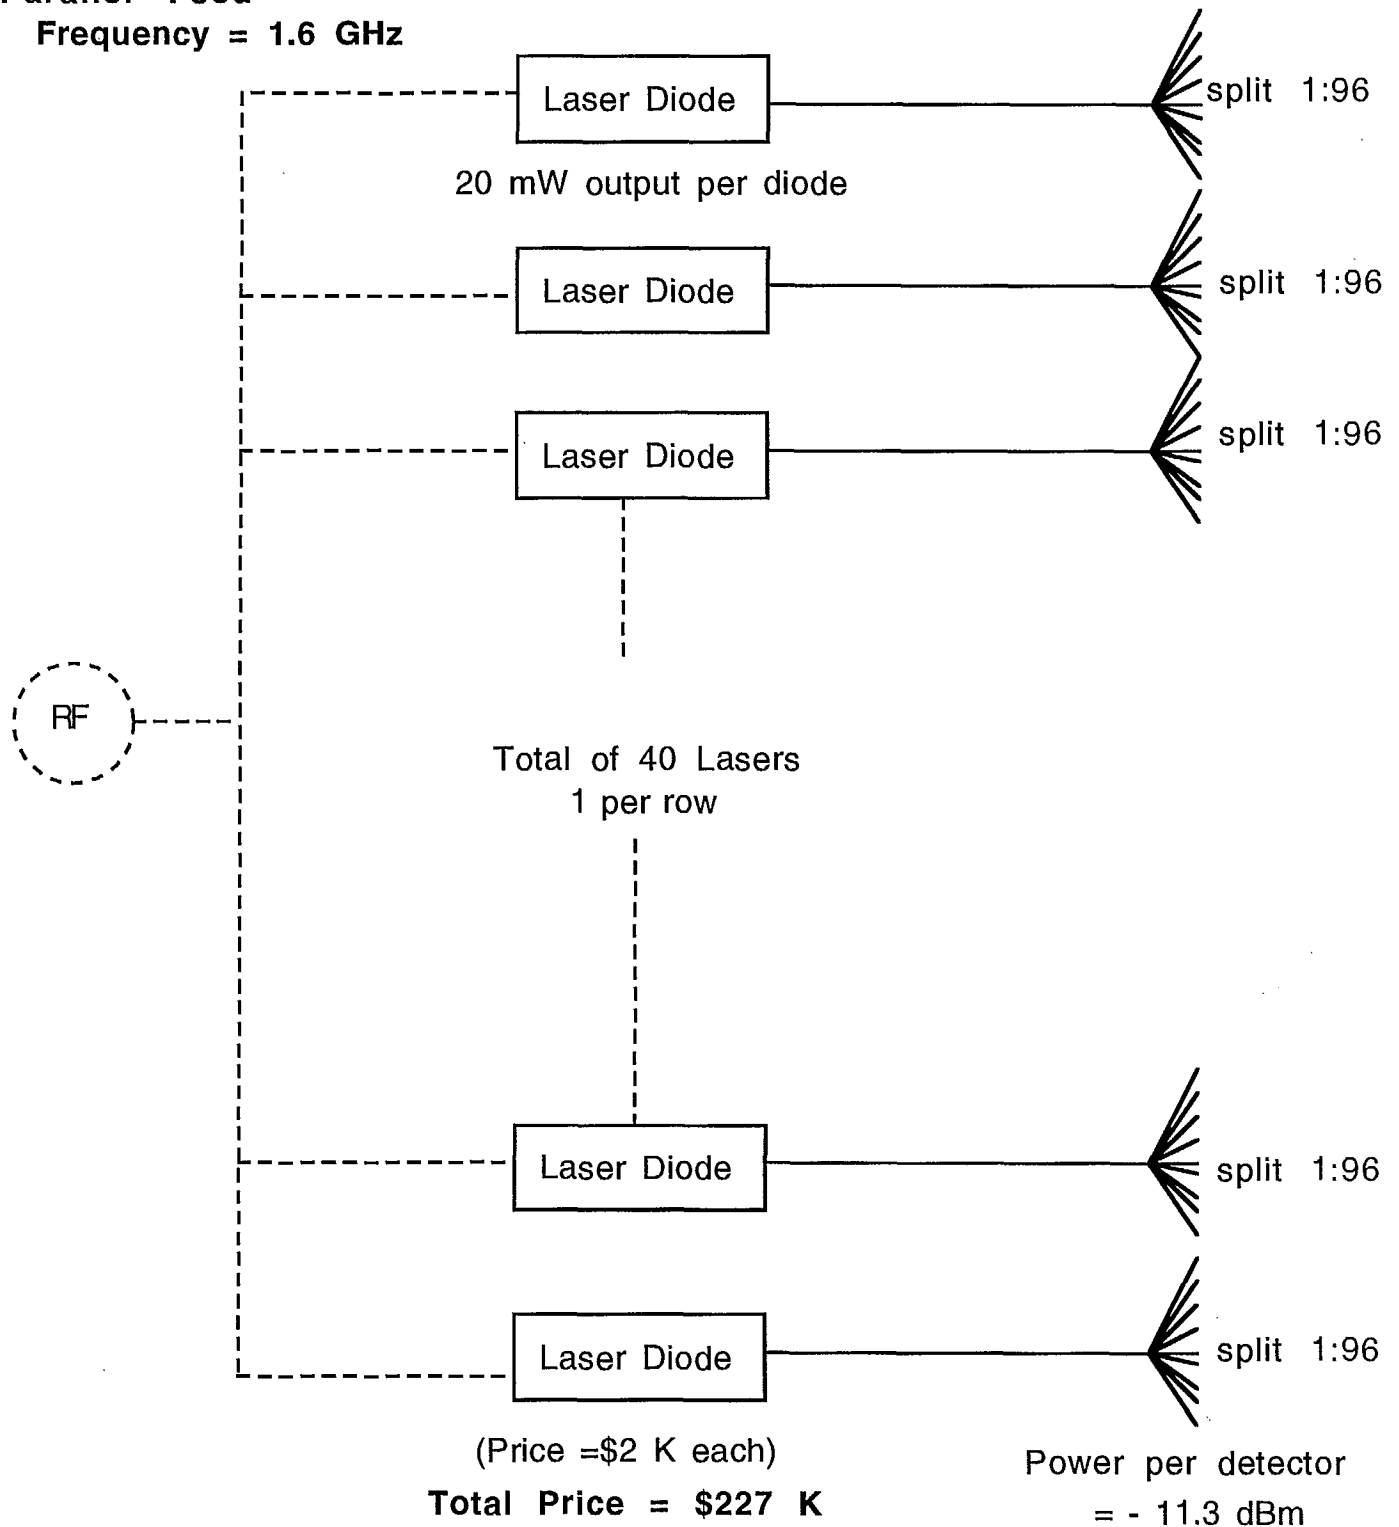 Frequency = 1.6 GHz
Laser Diode
split 1:96
20 mW output per diode
Laser Diode
split 1:96
Laser Diode
split 1:96
RF
Total of 40 Lasers
1 per row
Laser Diode
split 1:96
Laser Diode
split 1:96
(Price =$2 K each)
Total Price = $227 K
Power per detector
= - 11.3 dBm